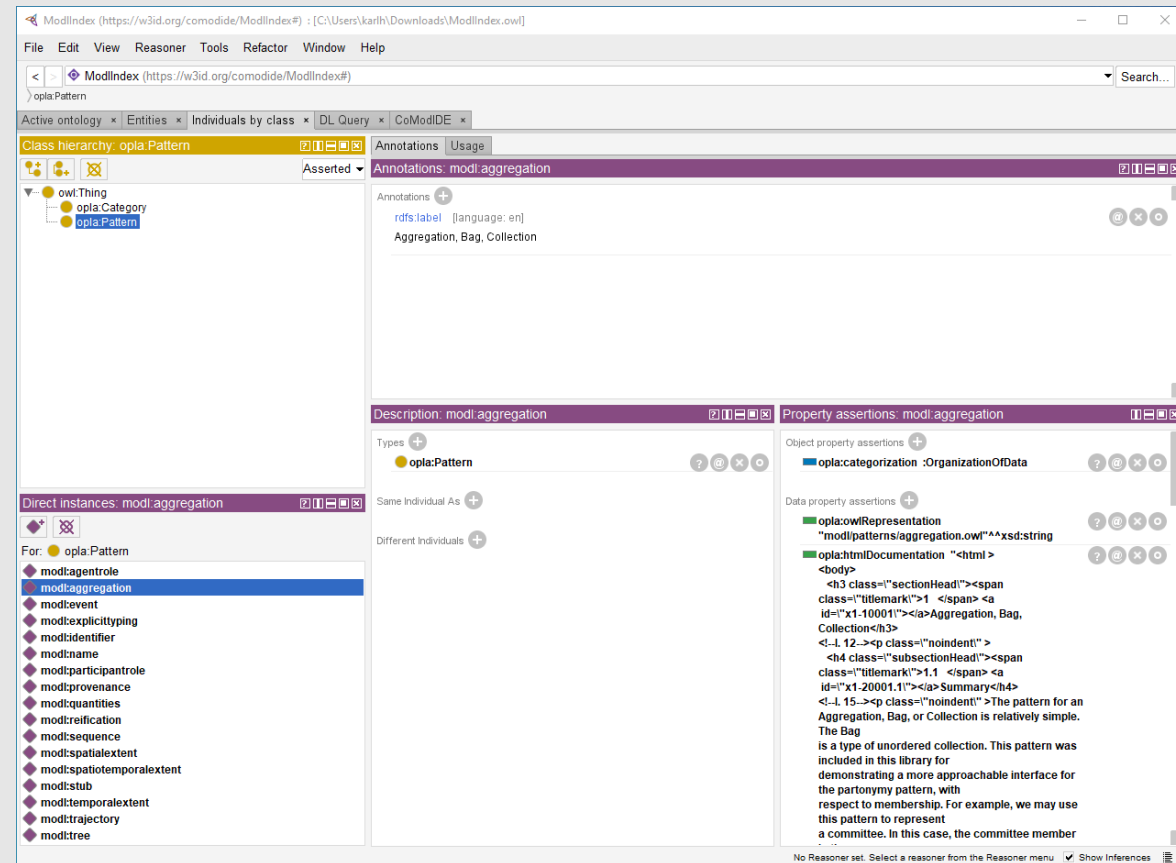 ModlIndex (https://w3id.org/comodide/ModlIndex#) : [C:\Users\karlh\Downloads\ModlIndex.owl]
File Edit View Reasoner Tools Refactor Window Help
< > ModlIndex (https://w3id.org/comodide/ModlIndex#) Search...
opla:Pattern
Active ontology × Entities × Individuals by class × DL Query × CoModIDE ×
Class hierarchy: opla:Pattern
Asserted
owl:Thing
opla:Category
opla:Pattern
Direct instances: modl:aggregation
For: opla:Pattern
modl:agentrole
modl:aggregation
modl:event
modl:explicittyping
modl:identifier
modl:name
modl:participantrole
modl:provenance
modl:quantities
modl:reification
modl:sequence
modl:spatialextent
modl:spatiotemporalextent
modl:stub
modl:temporalextent
modl:trajectory
modl:tree
Annotations Usage
Annotations: modl:aggregation
Annotations
rdfs:label [language: en]
Aggregation, Bag, Collection
Description: modl:aggregation
Types
opla:Pattern
Same Individual As
Different Individuals
Property assertions: modl:aggregation
Object property assertions
opla:categorization :OrganizationOfData
Data property assertions
opla:owlRepresentation
"modl/patterns/aggregation.owl"^^xsd:string
opla:htmlDocumentation "<html >
<body>
<h3 class=\"sectionHead\"><span
class=\"titlemark\">1 </span> <a
id=\"x1-10001\"></a>Aggregation, Bag,
Collection</h3>
<!--l. 12--><p class=\"noindent\" >
<h4 class=\"subsectionHead\"><span
class=\"titlemark\">1.1 </span> <a
id=\"x1-20001.1\"></a>Summary</h4>
<!--l. 15--><p class=\"noindent\" >The pattern for an
Aggregation, Bag, or Collection is relatively simple.
The Bag
is a type of unordered collection. This pattern was
included in this library for
demonstrating a more approachable interface for
the partonymy pattern, with
respect to membership. For example, we may use
this pattern to represent
a committee. In this case, the committee member
No Reasoner set. Select a reasoner from the Reasoner menu Show Inferences